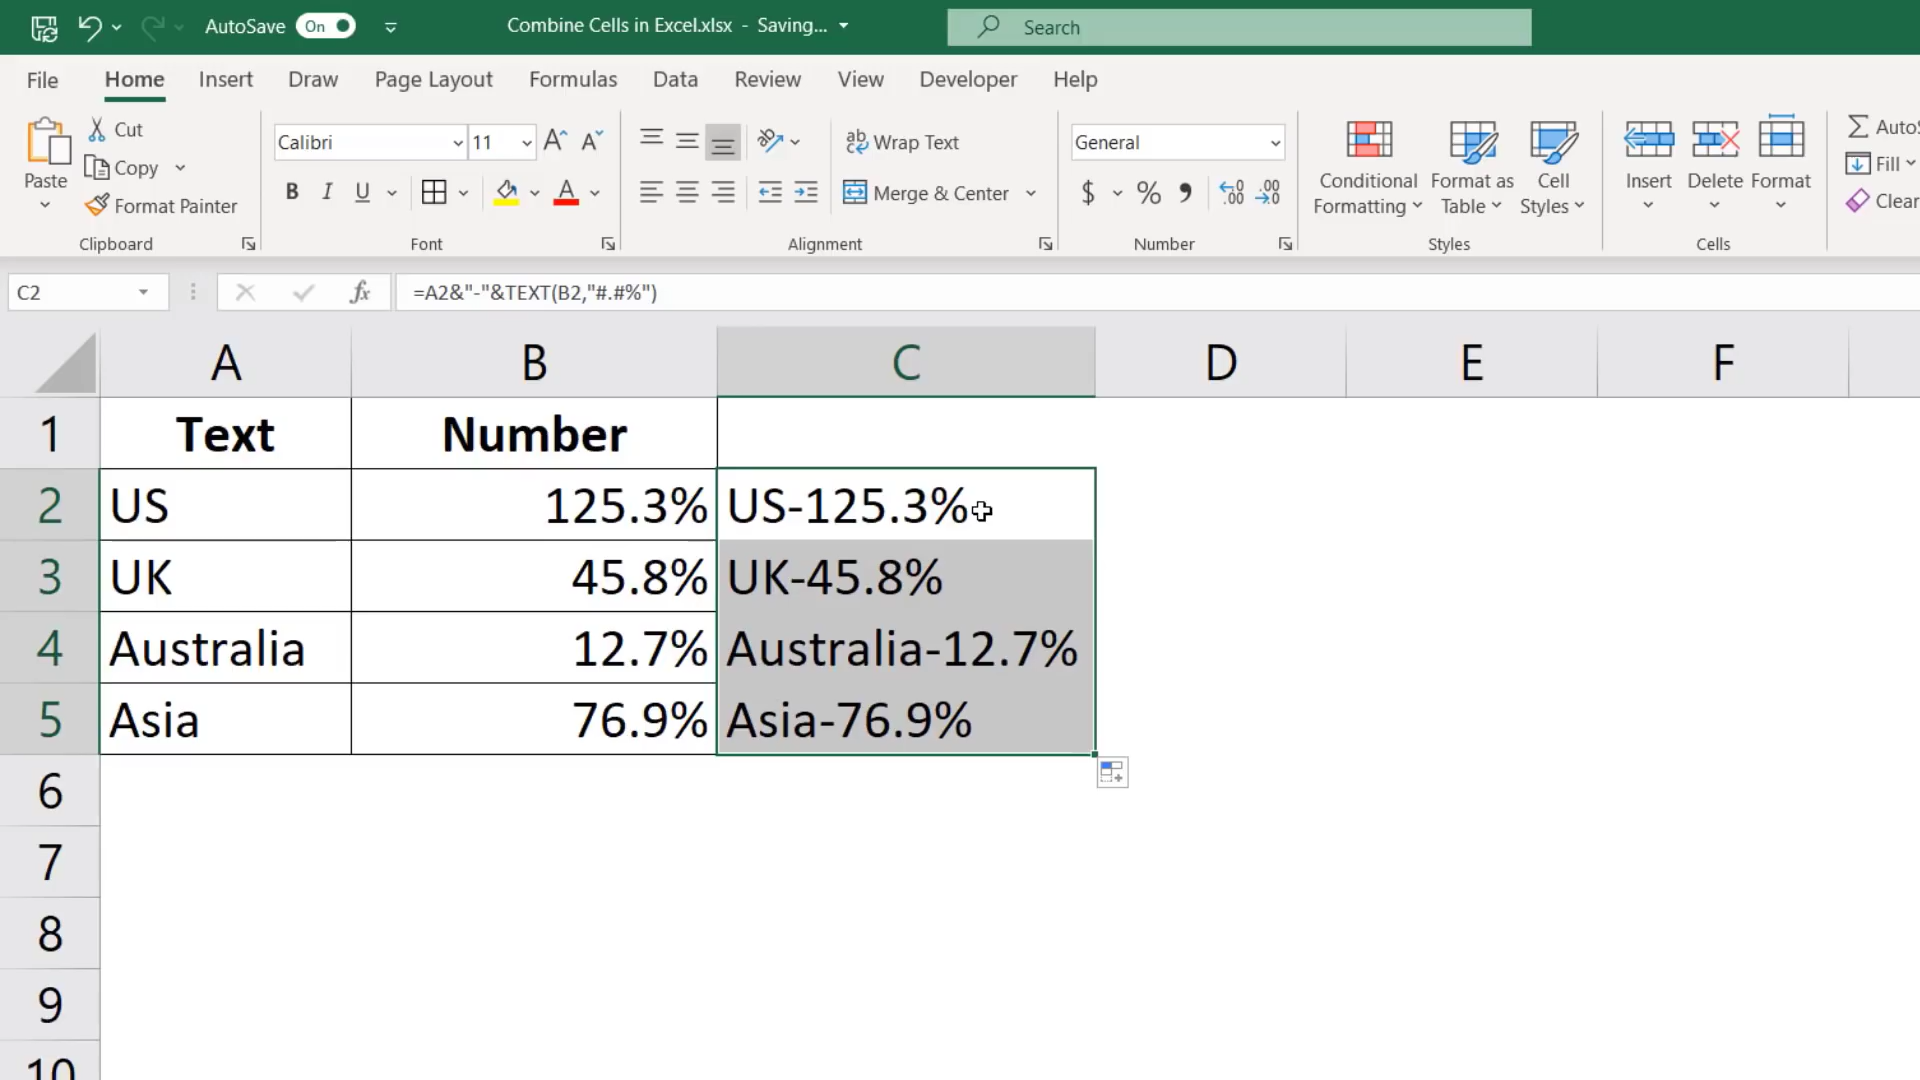 AutoSave On Combine Cells in Excel.xlsx - Saving... Search
File Home Insert Draw Page Layout Formulas Data Review View Developer Help
Paste
Cut
Copy
Format Painter
Clipboard
Calibri 11
B I U
Font
Wrap Text
Merge & Center
Alignment
General
$ % ,
Number
Conditional
Formatting
Format as
Table
Cell
Styles
Styles
Insert
Delete
Format
Cells
Fill
Clear
C2 fx =A2&"-"&TEXT(B2,"#.#%")
A B C D E F
1 Text Number
2 US 125.3% US-125.3%
3 UK 45.8% UK-45.8%
4 Australia 12.7% Australia-12.7%
5 Asia 76.9% Asia-76.9%
6
7
8
9
10